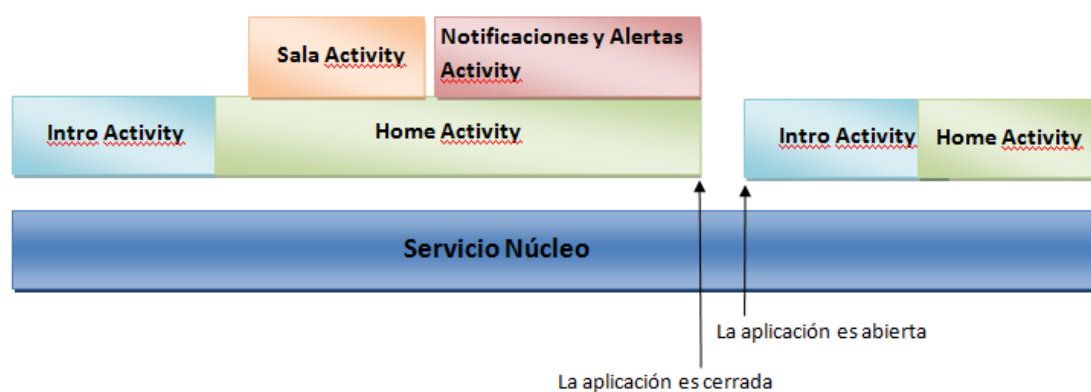 Sala Activity
Notificaciones y Alertas
Activity
Intro Activity
Home Activity
Intro Activity
Home Activity
Servicio Núcleo
La aplicación es abierta
La aplicación es cerrada